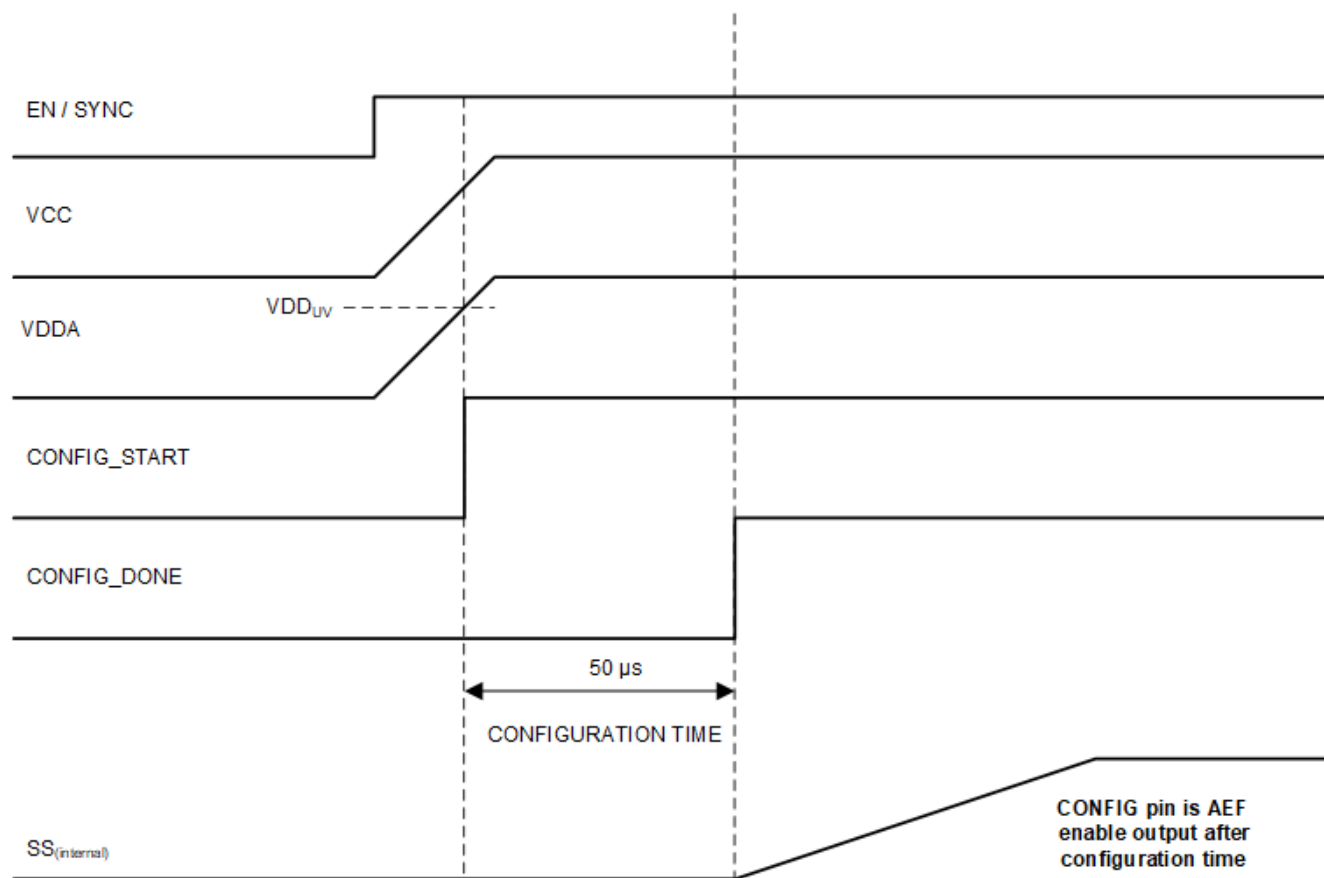 EN / SYNC
VCC
VDD_UV
VDDA
CONFIG_START
CONFIG_DONE
50 µs
CONFIGURATION TIME
CONFIG pin is AEF
enable output after
configuration time
SS(internal)